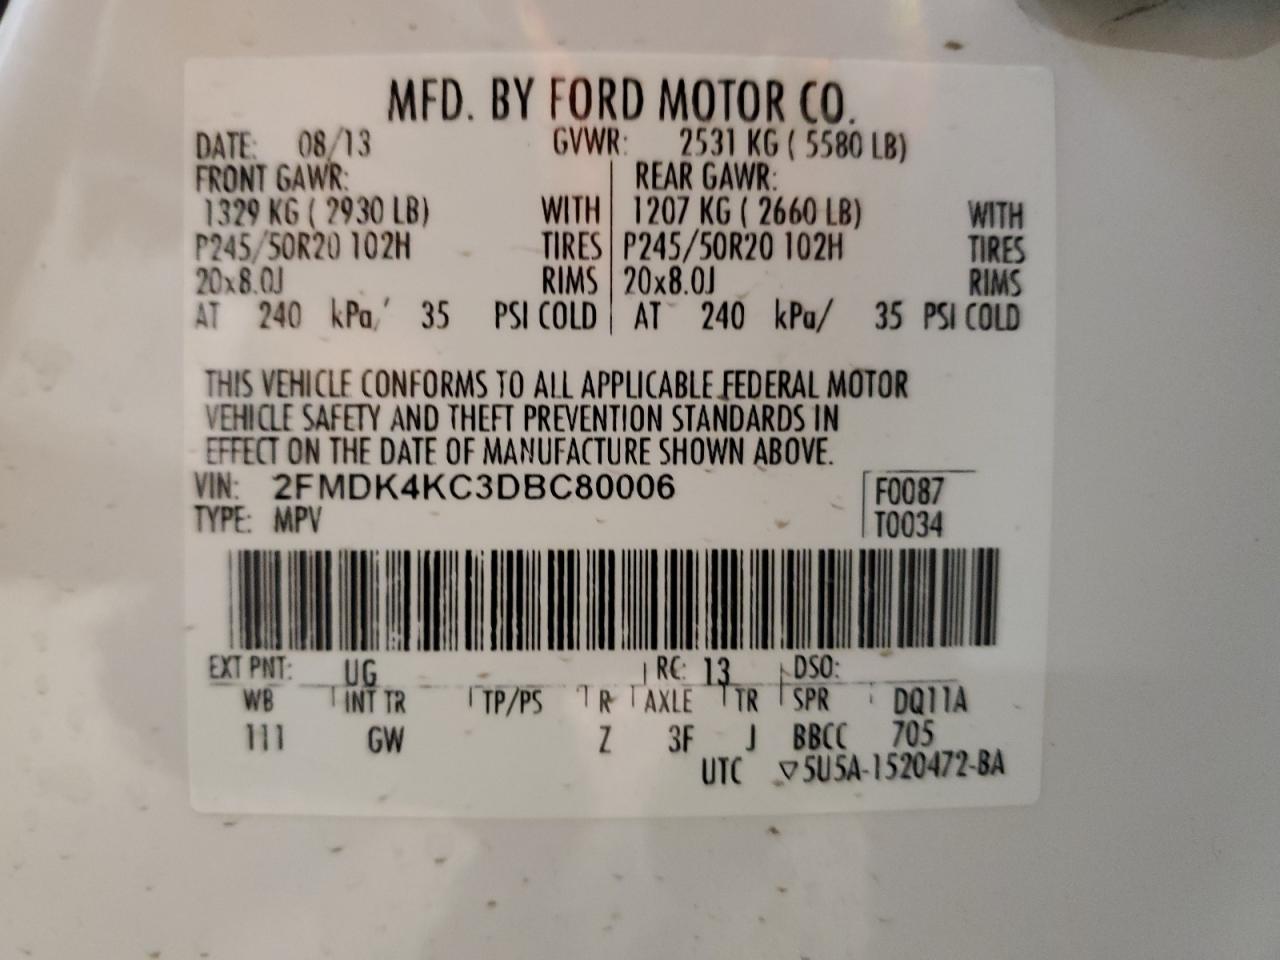 MFD. BY FORD MOTOR CO.
DATE: 08/13 GVWR: 2531 KG ( 5580 LB)
FRONT GAWR: REAR GAWR:
1329 KG ( 2930 LB) WITH 1207 KG ( 2660 LB) WITH
P245/50R20 102H TIRES P245/50R20 102H TIRES
20x8.0J RIMS 20x8.0J RIMS
AT 240 kPa/ 35 PSI COLD AT 240 kPa/ 35 PSI COLD
THIS VEHICLE CONFORMS TO ALL APPLICABLE FEDERAL MOTOR
VEHICLE SAFETY AND THEFT PREVENTION STANDARDS IN
EFFECT ON THE DATE OF MANUFACTURE SHOWN ABOVE.
VIN: 2FMDK4KC3DBC80006 F0087
TYPE: MPV T0034
EXT PNT: UG RC: 13 DSO:
WB INT TR TP/PS R AXLE TR SPR DQ11A
111 GW Z 3F J BBCC 705
UTC ▽5U5A-1520472-BA